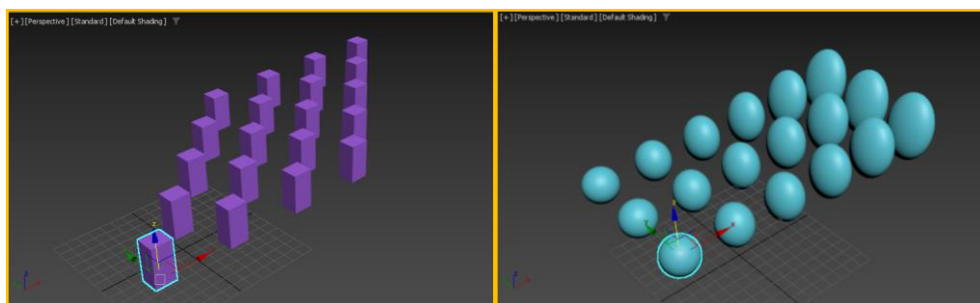 [+] [Perspective] [Standard] [Default Shading]
[+] [Perspective] [Standard] [Default Shading]
z
x